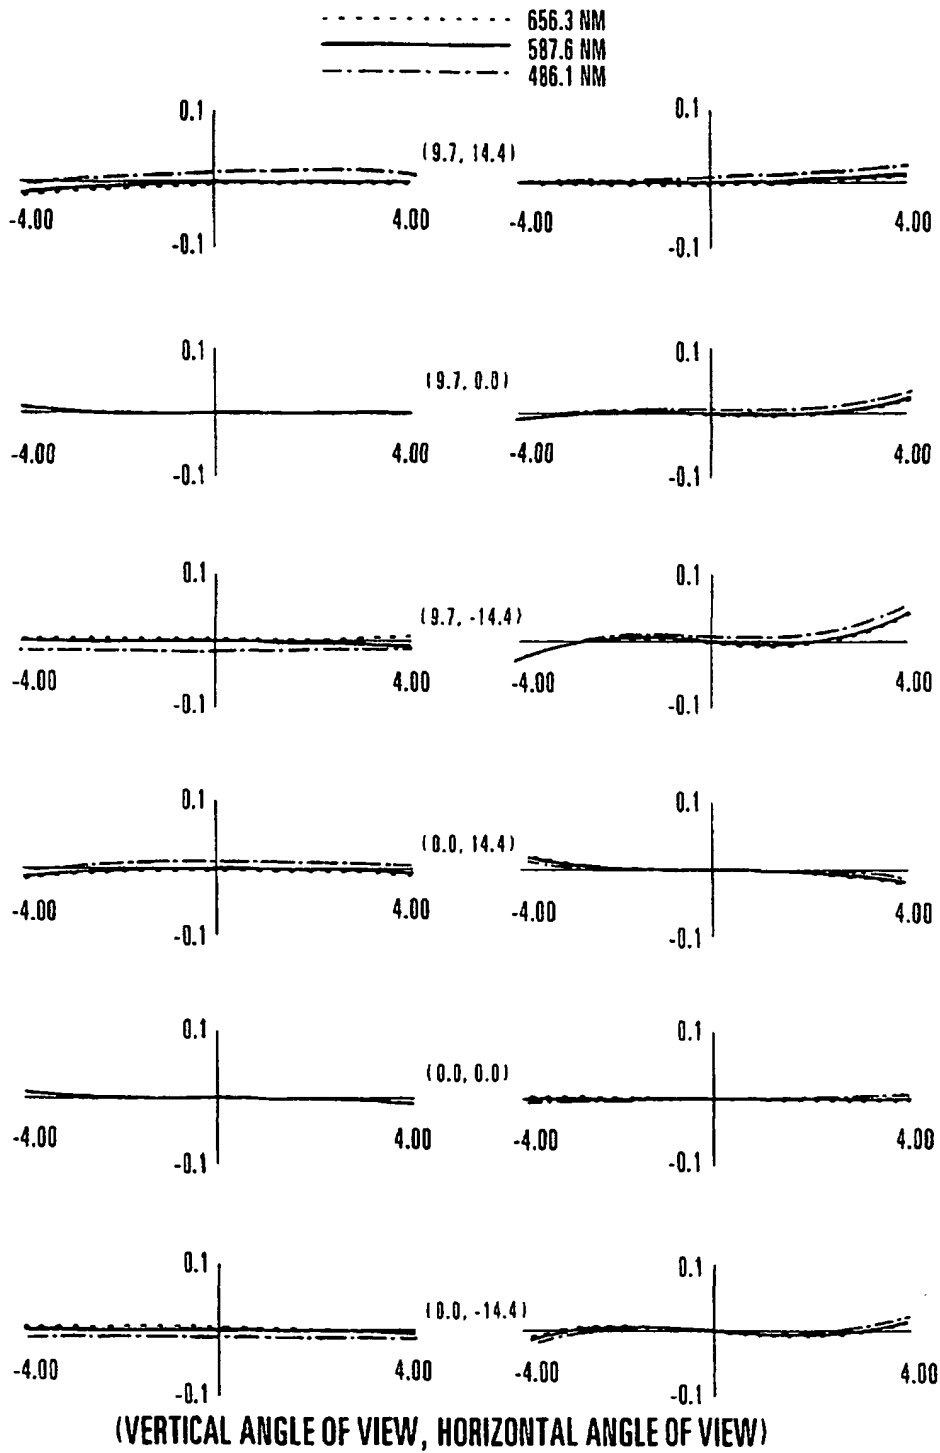 656.3 NM
587.6 NM
486.1 NM
0.1 0.1
(9.7, 14.4)
-4.00 4.00 -4.00 4.00
-0.1 -0.1
0.1 0.1
(9.7, 0.0)
-4.00 4.00 -4.00 4.00
-0.1 -0.1
0.1 0.1
(9.7, -14.4)
-4.00 4.00 -4.00 4.00
-0.1 -0.1
0.1 0.1
(0.0, 14.4)
-4.00 4.00 -4.00 4.00
-0.1 -0.1
0.1 0.1
(0.0, 0.0)
-4.00 4.00 -4.00 4.00
-0.1 -0.1
0.1 0.1
(0.0, -14.4)
-4.00 4.00 -4.00 4.00
-0.1 -0.1
(VERTICAL ANGLE OF VIEW, HORIZONTAL ANGLE OF VIEW)